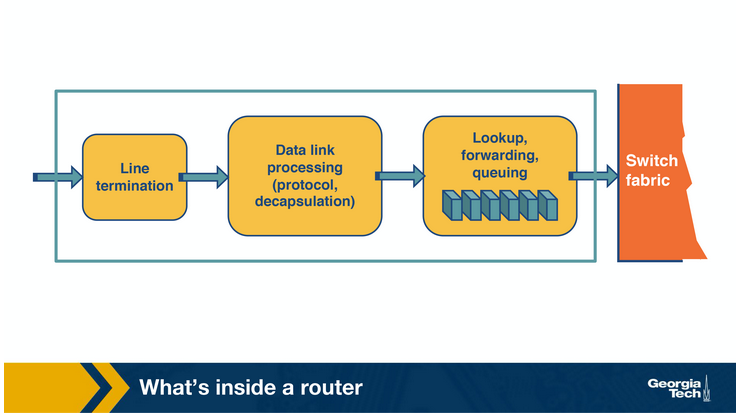 Line
termination
Data link
processing
(protocol,
decapsulation)
Lookup,
forwarding,
queuing
Switch
fabric
What's inside a router
Georgia
Tech